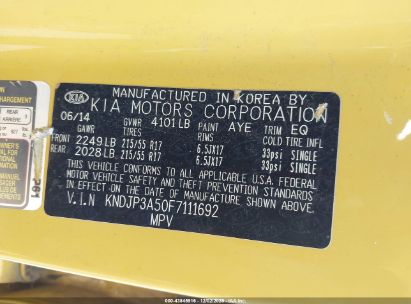 MANUFACTURED IN KOREA BY
KIA KIA MOTORS CORPORATION
06/14 GVWR 4101LB PAINT AYE TRIM EQ
GAWR TIRES RIMS COLD TIRE INFL
FRONT 2249LB 215/55 R17 6.5JX17 33psi SINGLE
REAR 2028LB 215/55 R17 6.5JX17 33psi SINGLE
THIS VEHICLE CONFORMS TO ALL APPLICABLE U.S.
FEDERAL MOTOR VEHICLE SAFETY AND THEFT PREVENTION STANDARDS
IN EFFECT ON THE DATE OF MANUFACTURE SHOWN ABOVE.
V.I.N KNDJP3A50F7111692
MPV
REAR